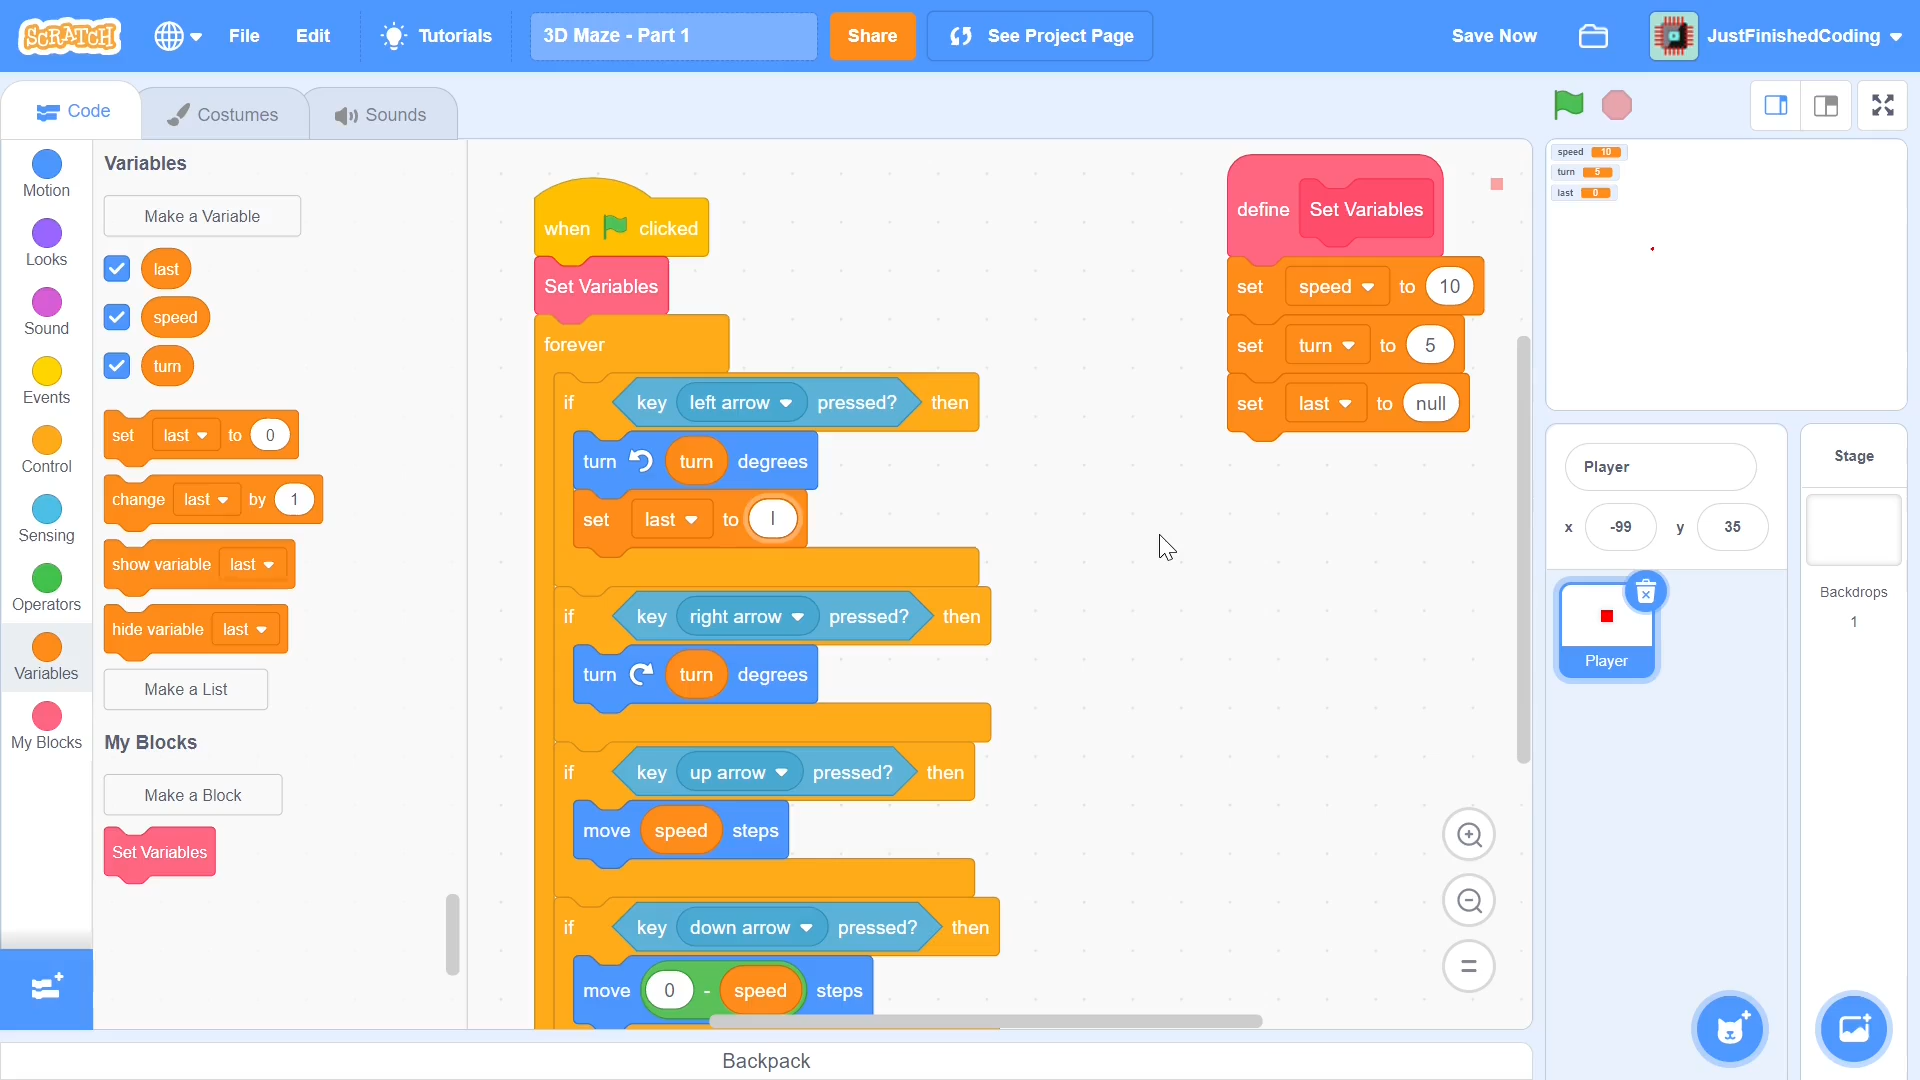 SCRATCH File Edit Tutorials 3D Maze - Part 1 Share See Project Page Save Now JustFinishedCoding
Code Costumes Sounds
Motion
Looks
Sound
Events
Control
Sensing
Operators
Variables
My Blocks
Variables
Make a Variable
last
speed
turn
set last to 0
change last by 1
show variable last
hide variable last
Make a List
My Blocks
Make a Block
Set Variables
when clicked
Set Variables
forever
if key left arrow pressed? then
turn turn degrees
set last to l
if key right arrow pressed? then
turn turn degrees
if key up arrow pressed? then
move speed steps
if key down arrow pressed? then
move 0 - speed steps
define Set Variables
set speed to 10
set turn to 5
set last to null
speed 10
turn 5
last 0
Player
x -99 y 35
Player
Stage
Backdrops
1
Backpack